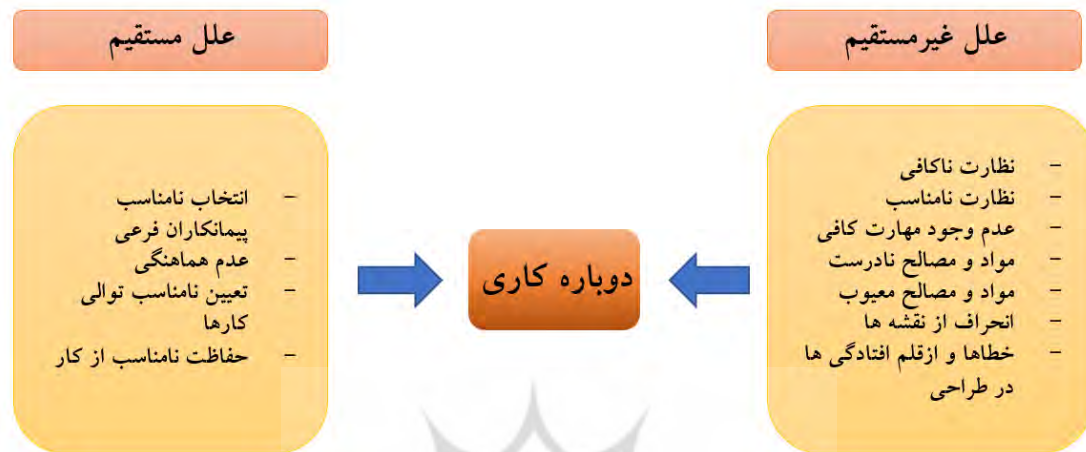 علل غیرمستقیم
- نظارت ناکافی
- نظارت نامناسب
- عدم وجود مهارت کافی
- مواد و مصالح نادرست
- مواد و مصالح معیوب
- انحراف از نقشه ها
- خطاها و ازقلم افتادگی ها
در طراحی
دوباره کاری
علل مستقیم
- انتخاب نامناسب
پیمانکاران فرعی
- عدم هماهنگی
- تعیین نامناسب توالی
کارها
- حفاظت نامناسب از کار